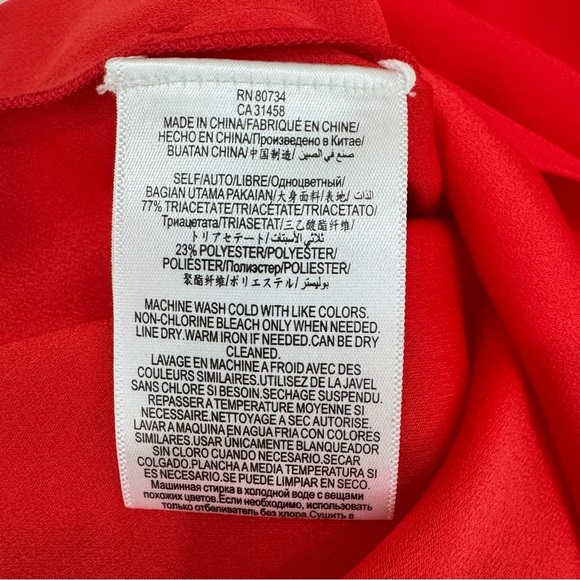 RN 80734
CA 31458
MADE IN CHINA/FABRIQUÉ EN CHINE/
HECHO EN CHINA/Произведено в Китае/
BUATAN CHINA/中国制造/ صنع في الصين/
SELF/AUTO/LIBRE/Одноцветный/
BAGIAN UTAMA PAKAIAN/大身面料/表地/ الذات/
77% TRIACETATE/TRIACÉTATE/TRIACETATO/
Триацетата/TRIASETAT/三乙酸酯纤维/
トリアセテート/ثلاثي الأسيتات/
23% POLYESTER/POLYESTER/
POLIÉSTER/Полиэстер/POLIESTER/
聚酯纤维/ポリエステル/بوليستر/
MACHINE WASH COLD WITH LIKE COLORS.
NON-CHLORINE BLEACH ONLY WHEN NEEDED.
LINE DRY.WARM IRON IF NEEDED.CAN BE DRY
CLEANED.
LAVAGE EN MACHINE A FROID AVEC DES
COULEURS SIMILAIRES.UTILISEZ DE LA JAVEL
SANS CHLORE SI BESOIN.SECHAGE SUSPENDU.
REPASSER A TEMPERATURE MOYENNE SI
NECESSAIRE.NETTOYAGE A SEC AUTORISE.
LAVAR A MAQUINA EN AGUA FRIA CON COLORES
SIMILARES.USAR ÚNICAMENTE BLANQUEADOR
SIN CLORO CUANDO NECESARIO. SECAR
COLGADO.PLANCHA A MEDIA TEMPERATURA SI
ES NECESARIO.SE PUEDE LIMPIAR EN SECO.
Машинная стирка в холодной воде с вещами
похожих цветов.Если необходимо, использовать
только отбеливатель без хлора.Сушить в